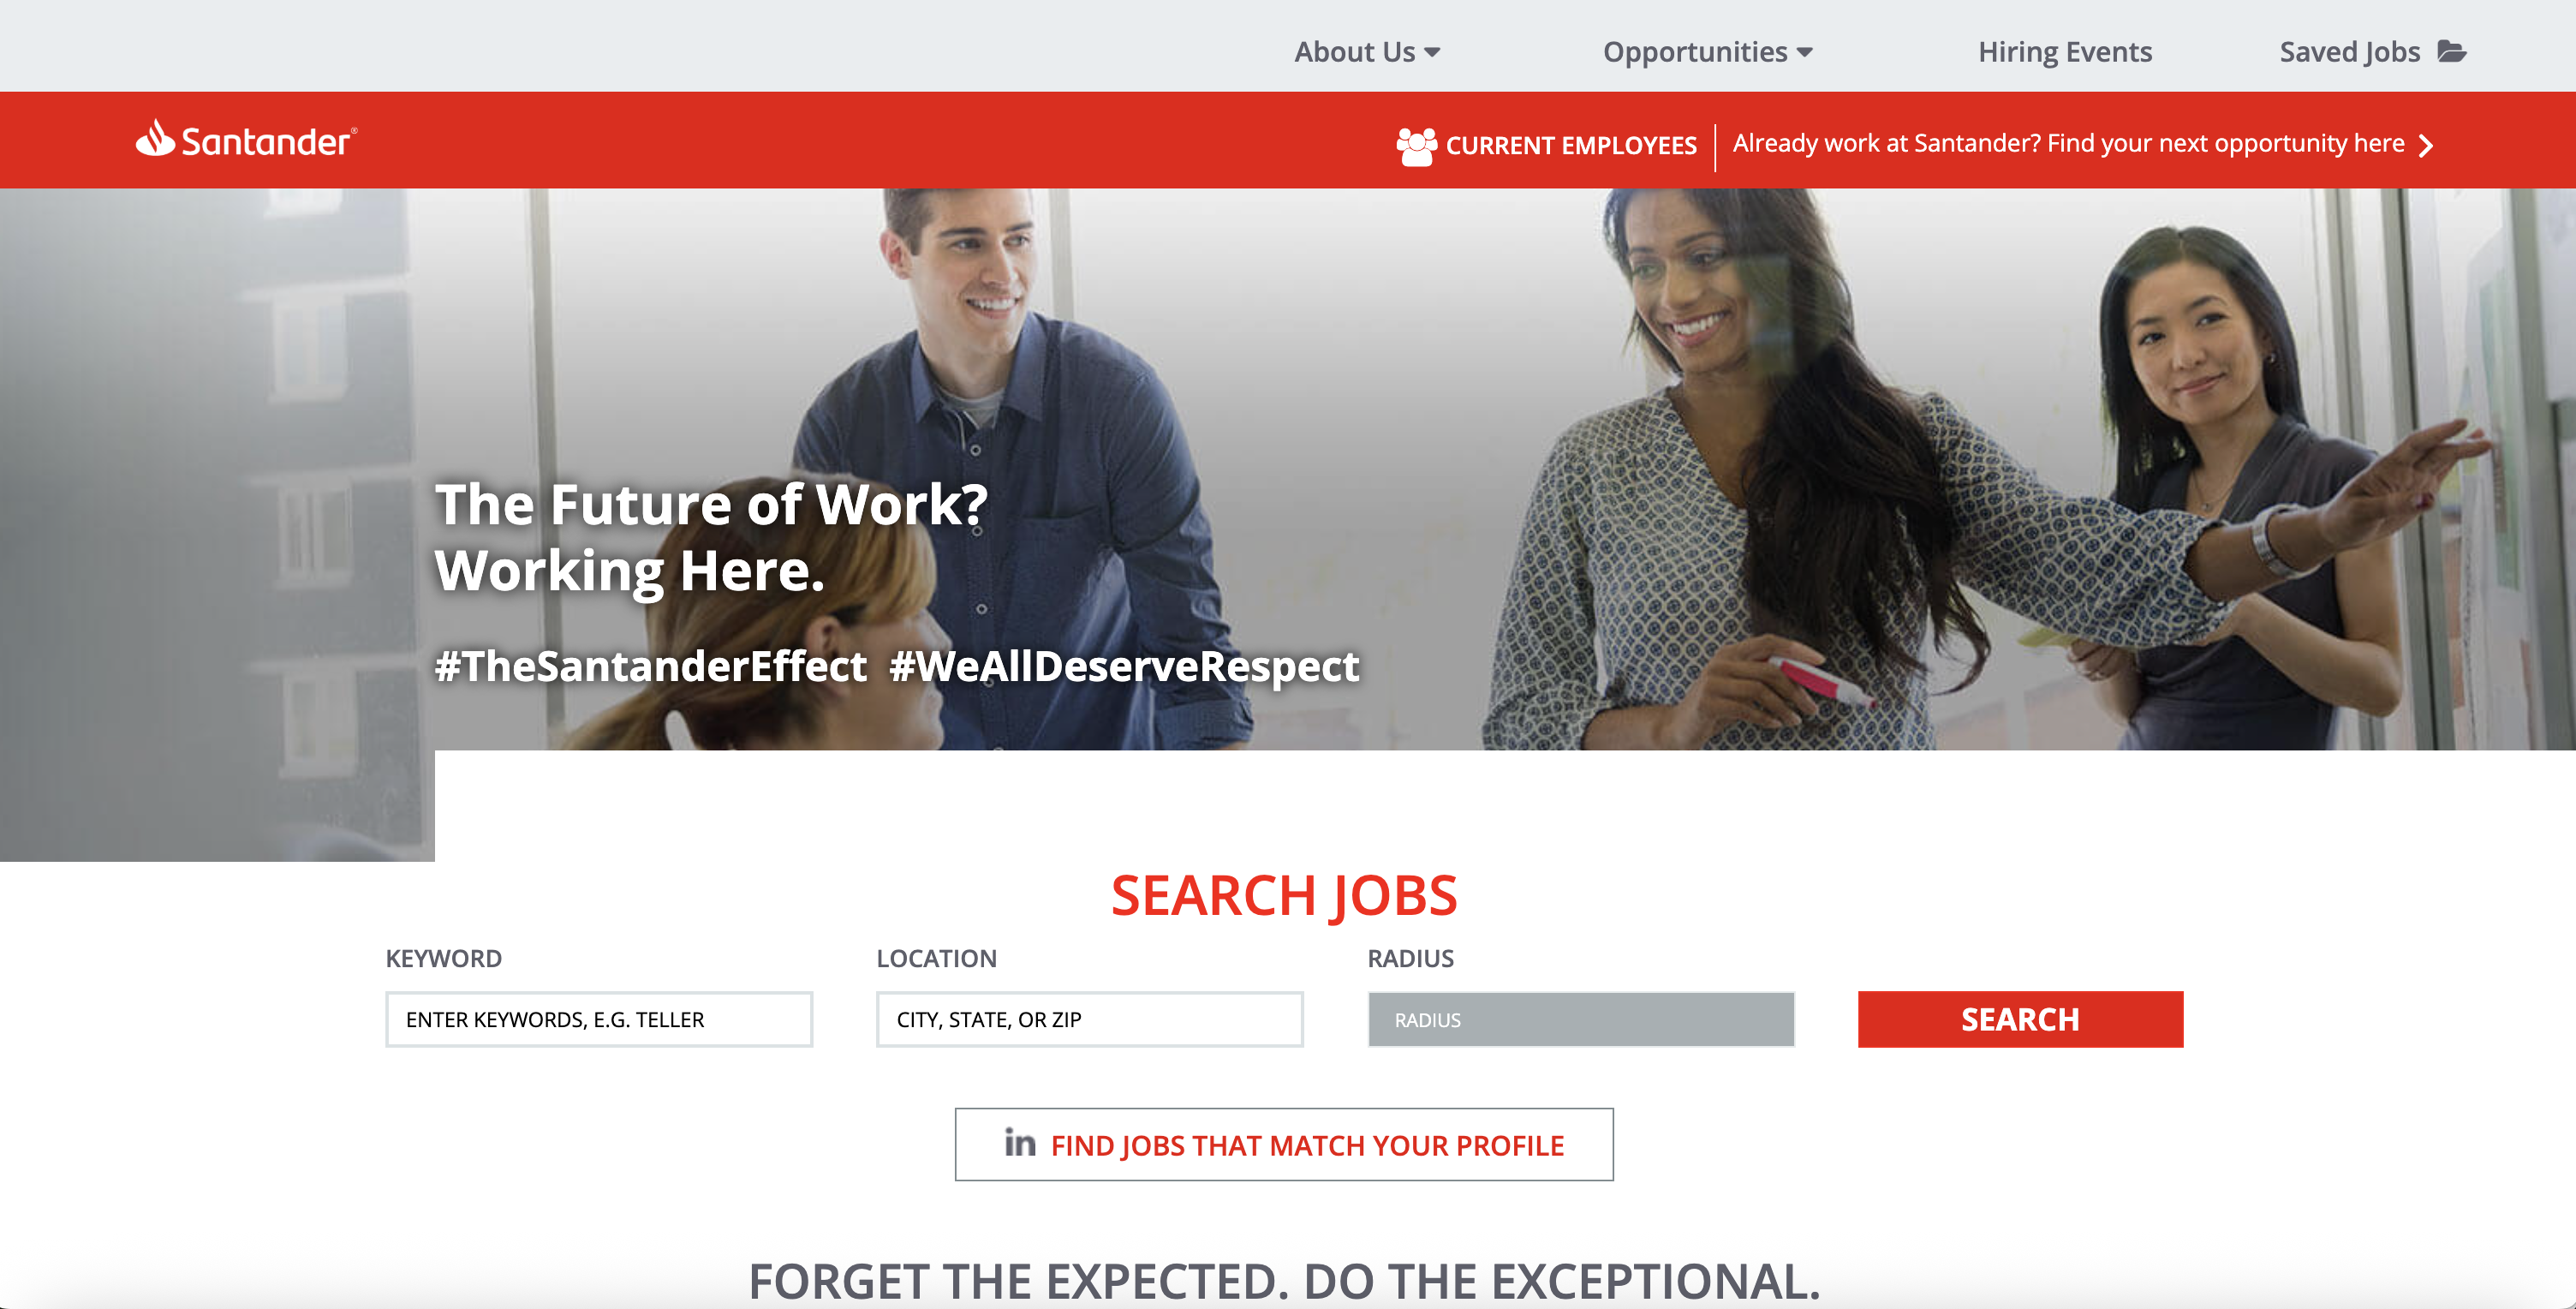 About Us
Opportunities
Hiring Events
Saved Jobs
Santander®
CURRENT EMPLOYEES
Already work at Santander? Find your next opportunity here
The Future of Work?
Working Here.
#TheSantanderEffect #WeAllDeserveRespect
SEARCH JOBS
KEYWORD
LOCATION
RADIUS
ENTER KEYWORDS, E.G. TELLER
CITY, STATE, OR ZIP
RADIUS
SEARCH
in FIND JOBS THAT MATCH YOUR PROFILE
FORGET THE EXPECTED. DO THE EXCEPTIONAL.